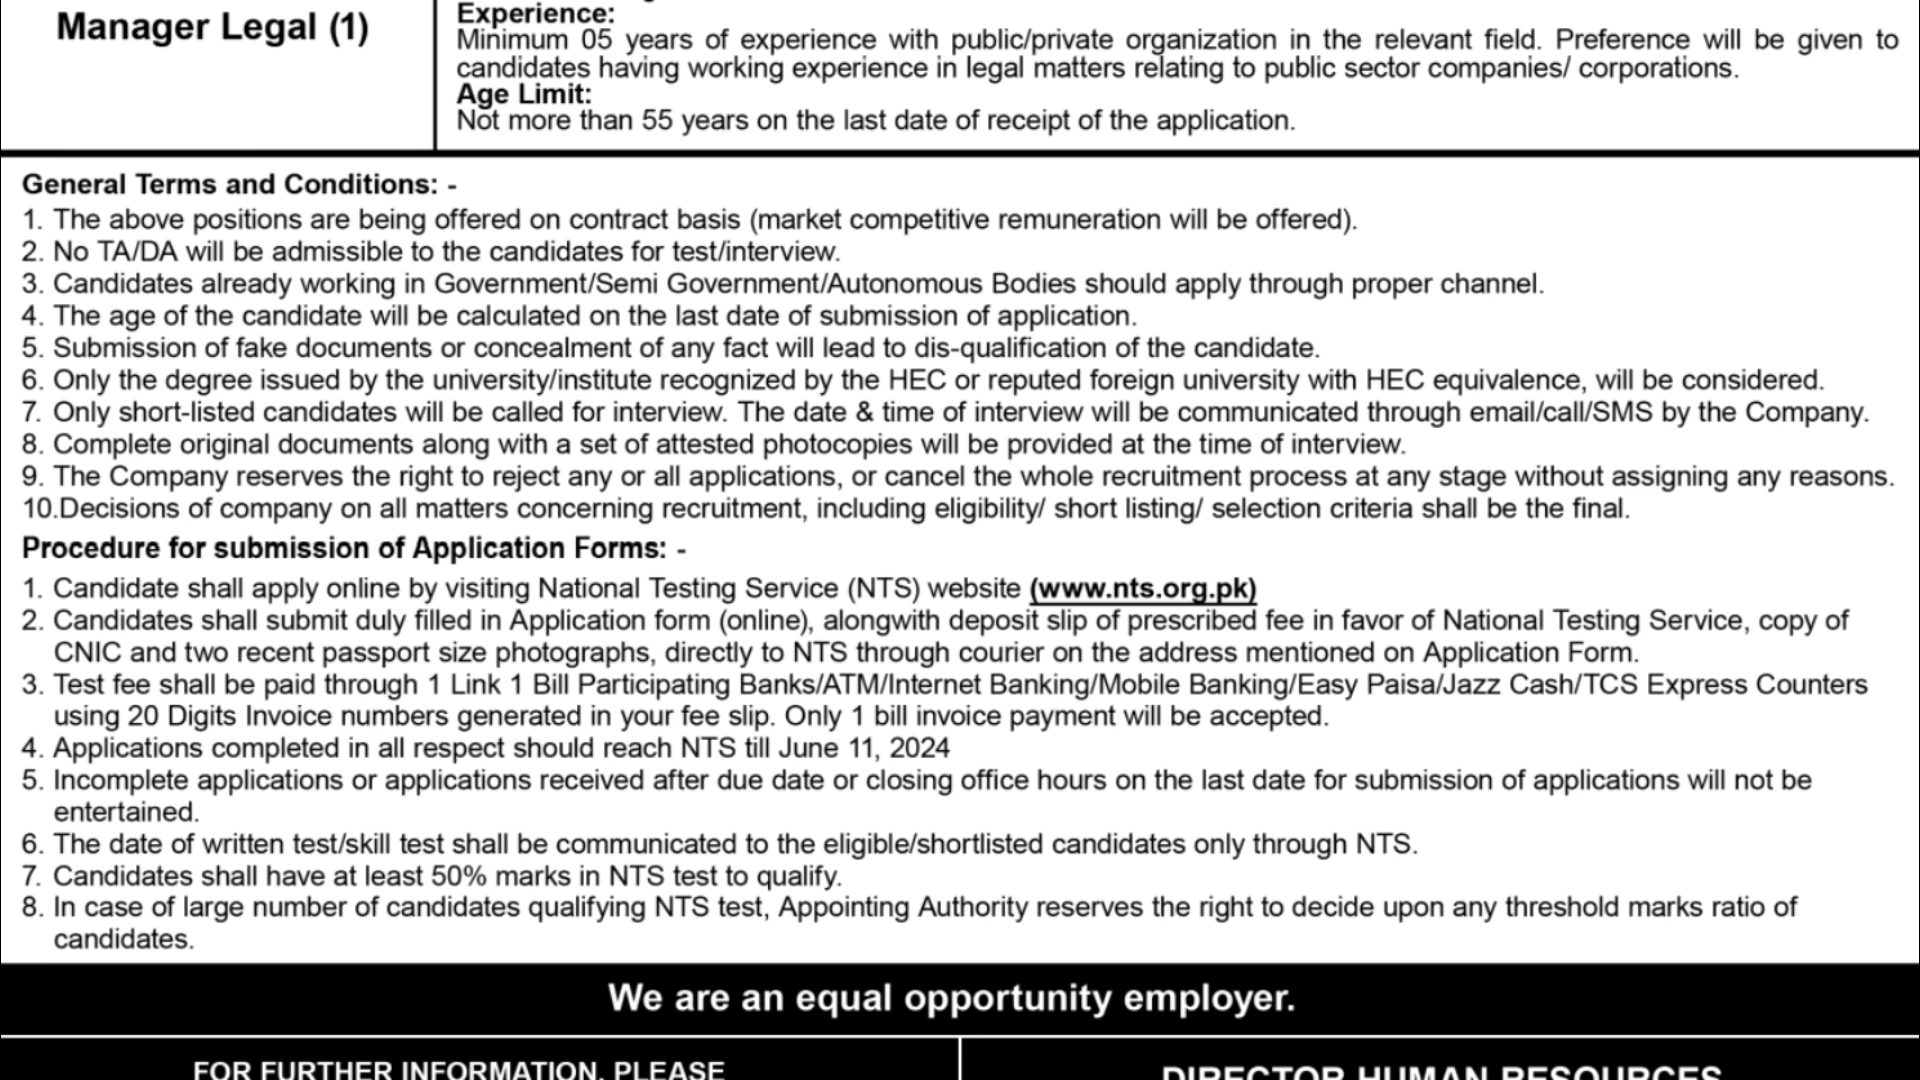 Manager Legal (1)
Experience:
Minimum 05 years of experience with public/private organization in the relevant field. Preference will be given to
candidates having working experience in legal matters relating to public sector companies/ corporations.
Age Limit:
Not more than 55 years on the last date of receipt of the application.
General Terms and Conditions: -
1. The above positions are being offered on contract basis (market competitive remuneration will be offered).
2. No TA/DA will be admissible to the candidates for test/interview.
3. Candidates already working in Government/Semi Government/Autonomous Bodies should apply through proper channel.
4. The age of the candidate will be calculated on the last date of submission of application.
5. Submission of fake documents or concealment of any fact will lead to dis-qualification of the candidate.
6. Only the degree issued by the university/institute recognized by the HEC or reputed foreign university with HEC equivalence, will be considered.
7. Only short-listed candidates will be called for interview. The date & time of interview will be communicated through email/call/SMS by the Company.
8. Complete original documents along with a set of attested photocopies will be provided at the time of interview.
9. The Company reserves the right to reject any or all applications, or cancel the whole recruitment process at any stage without assigning any reasons.
10.Decisions of company on all matters concerning recruitment, including eligibility/ short listing/ selection criteria shall be the final.
Procedure for submission of Application Forms: -
1. Candidate shall apply online by visiting National Testing Service (NTS) website (www.nts.org.pk)
2. Candidates shall submit duly filled in Application form (online), alongwith deposit slip of prescribed fee in favor of National Testing Service, copy of
CNIC and two recent passport size photographs, directly to NTS through courier on the address mentioned on Application Form.
3. Test fee shall be paid through 1 Link 1 Bill Participating Banks/ATM/Internet Banking/Mobile Banking/Easy Paisa/Jazz Cash/TCS Express Counters
using 20 Digits Invoice numbers generated in your fee slip. Only 1 bill invoice payment will be accepted.
4. Applications completed in all respect should reach NTS till June 11, 2024
5. Incomplete applications or applications received after due date or closing office hours on the last date for submission of applications will not be
entertained.
6. The date of written test/skill test shall be communicated to the eligible/shortlisted candidates only through NTS.
7. Candidates shall have at least 50% marks in NTS test to qualify.
8. In case of large number of candidates qualifying NTS test, Appointing Authority reserves the right to decide upon any threshold marks ratio of
candidates.
We are an equal opportunity employer.
FOR FURTHER INFORMATION, PLEASE
DIRECTOR HUMAN RESOURCES